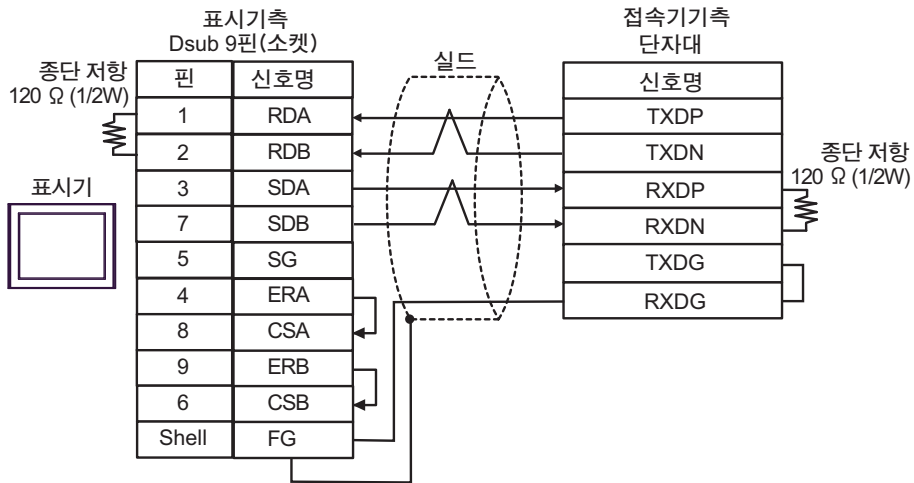 표시기측
Dsub 9핀(소켓)
접속기기측
단자대
종단 저항
120 Ω (1/2W)
실드
핀 신호명
1 RDA
2 RDB
3 SDA
7 SDB
5 SG
4 ERA
8 CSA
9 ERB
6 CSB
Shell FG
표시기
신호명
TXDP
TXDN
RXDP
RXDN
TXDG
RXDG
종단 저항
120 Ω (1/2W)